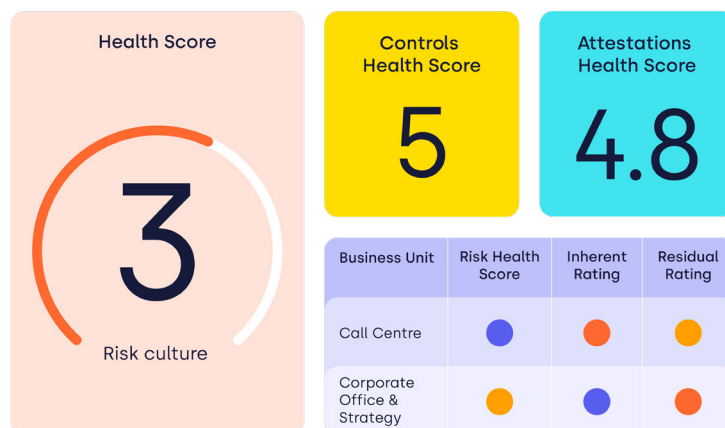 Health Score
3
Risk culture
Controls
Health Score
5
Attestations
Health Score
4.8
Business Unit
Risk Health
Score
Inherent
Rating
Residual
Rating
Call Centre
Corporate
Office &
Strategy